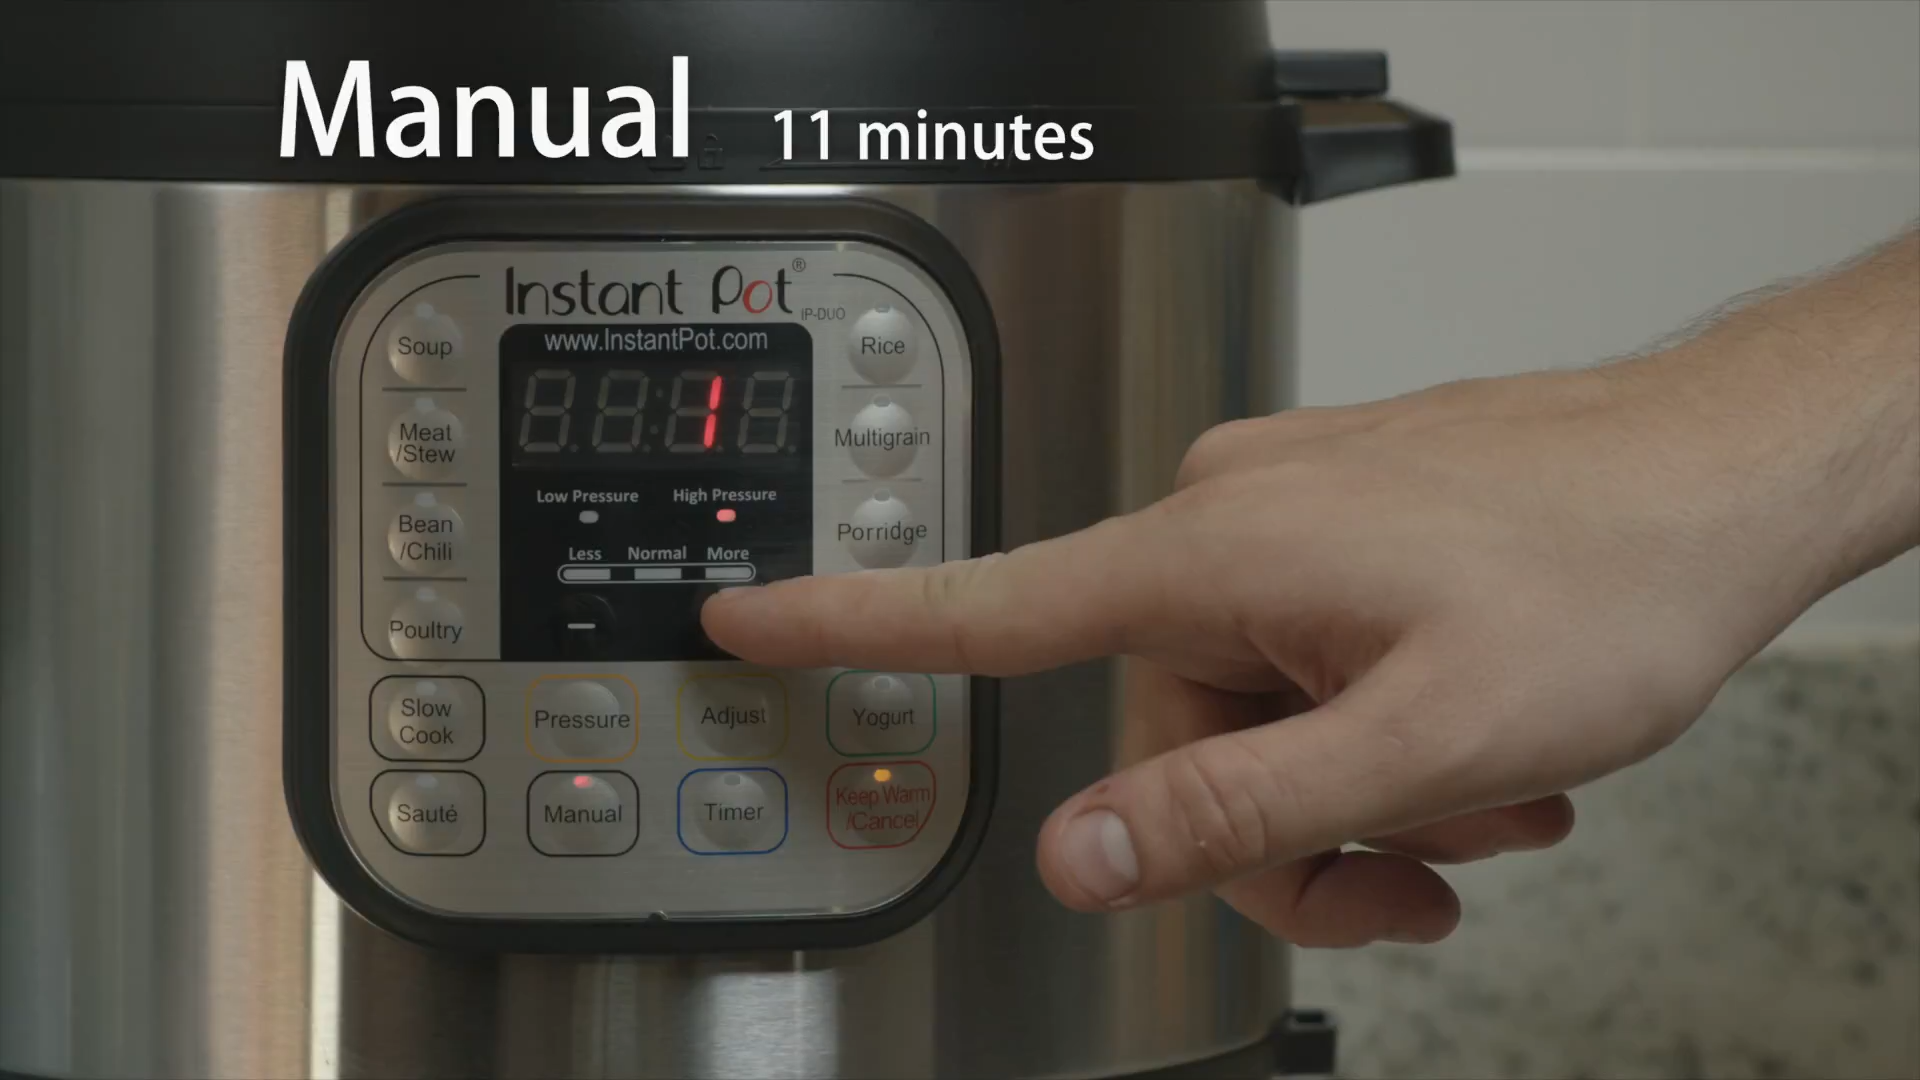 Manual 11 minutes
Instant Pot®
IP-DUO
www.InstantPot.com
Soup
Rice
1
Meat
/Stew
Multigrain
Low Pressure High Pressure
Bean
/Chili
Porridge
Less Normal More
Poultry
−
Slow
Cook
Pressure
Adjust
Yogurt
Sauté
Manual
Timer
Keep Warm
/Cancel